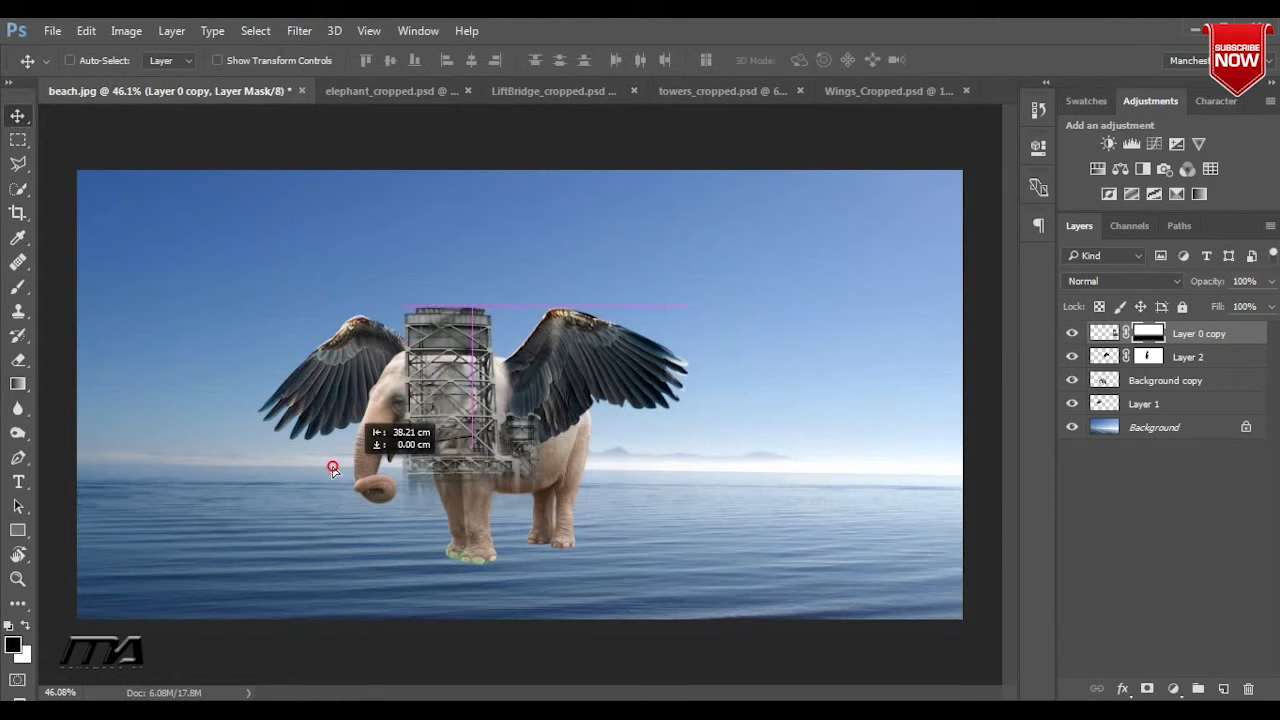 Ps File Edit Image Layer Type Select Filter 3D View Window Help
SUBSCRIBE
NOW
Auto-Select: Layer Show Transform Controls 3D Mode: Manchest
beach.jpg @ 46.1% (Layer 0 copy, Layer Mask/8) * × elephant_cropped.psd @ ... × LiftBridge_cropped.psd ... × towers_cropped.psd @ 6... × Wings_Cropped.psd @ 1... ×
Swatches Adjustments Character
Add an adjustment
Layers Channels Paths
Kind
Normal Opacity: 100%
Lock: Fill: 100%
Layer 0 copy
Layer 2
Background copy
Layer 1
Background
38.21 cm
0.00 cm
MA
46.08% Doc: 6.08M/17.8M